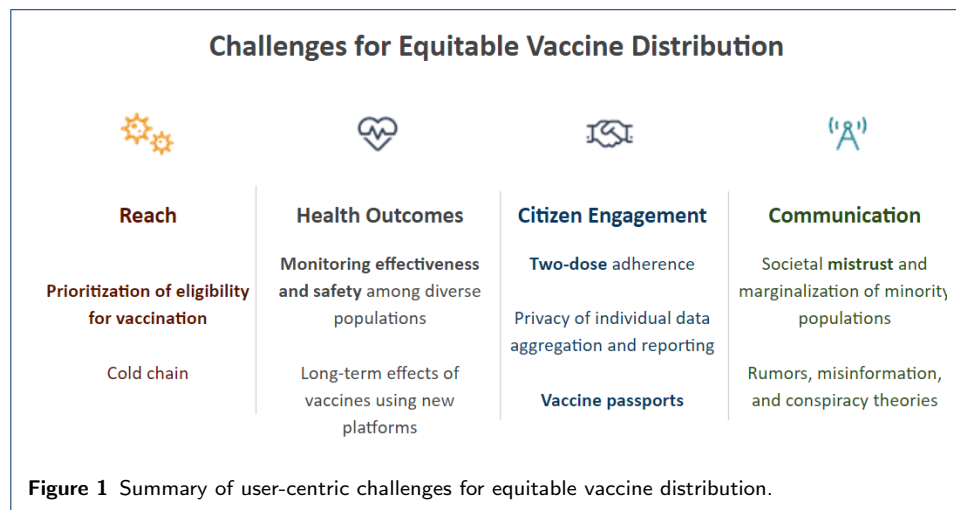 Challenges for Equitable Vaccine Distribution
Reach
Prioritization of eligibility
for vaccination
Cold chain
Health Outcomes
Monitoring effectiveness
and safety among diverse
populations
Long-term effects of
vaccines using new
platforms
Citizen Engagement
Two-dose adherence
Privacy of individual data
aggregation and reporting
Vaccine passports
Communication
Societal mistrust and
marginalization of minority
populations
Rumors, misinformation,
and conspiracy theories
Figure 1 Summary of user-centric challenges for equitable vaccine distribution.